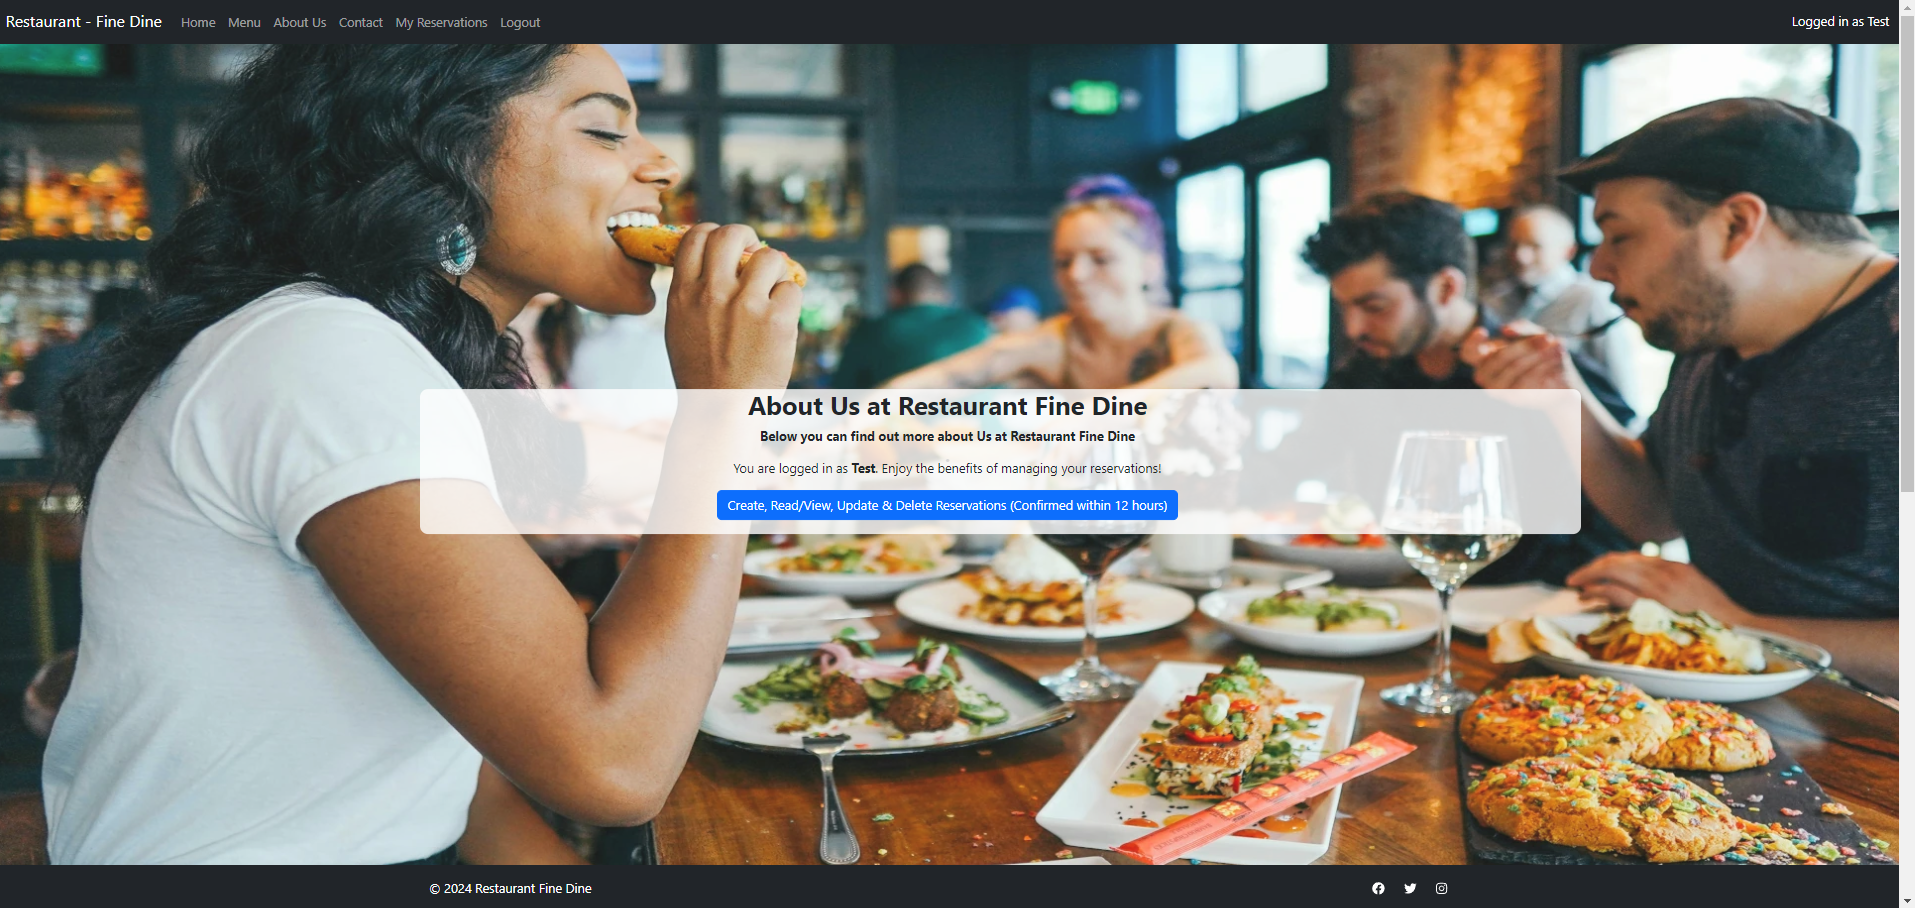 Restaurant - Fine Dine Home Menu About Us Contact My Reservations Logout Logged in as Test
About Us at Restaurant Fine Dine
Below you can find out more about Us at Restaurant Fine Dine
You are logged in as Test. Enjoy the benefits of managing your reservations!
Create, Read/View, Update & Delete Reservations (Confirmed within 12 hours)
© 2024 Restaurant Fine Dine